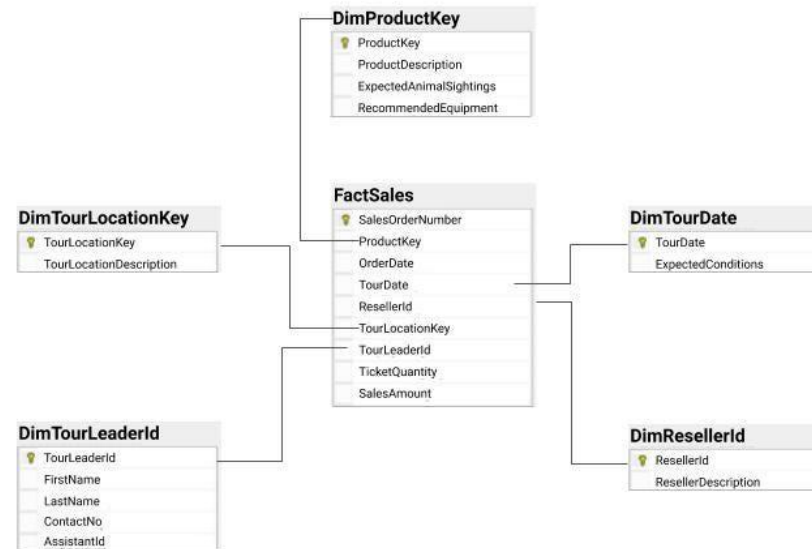 DimProductKey
ProductKey
ProductDescription
ExpectedAnimalSightings
RecommendedEquipment
FactSales
SalesOrderNumber
ProductKey
OrderDate
TourDate
ResellerId
TourLocationKey
TourLeaderId
TicketQuantity
SalesAmount
DimTourLocationKey
TourLocationKey
TourLocationDescription
DimTourDate
TourDate
ExpectedConditions
DimTourLeaderId
TourLeaderId
FirstName
LastName
ContactNo
AssistantId
DimResellerId
ResellerId
ResellerDescription